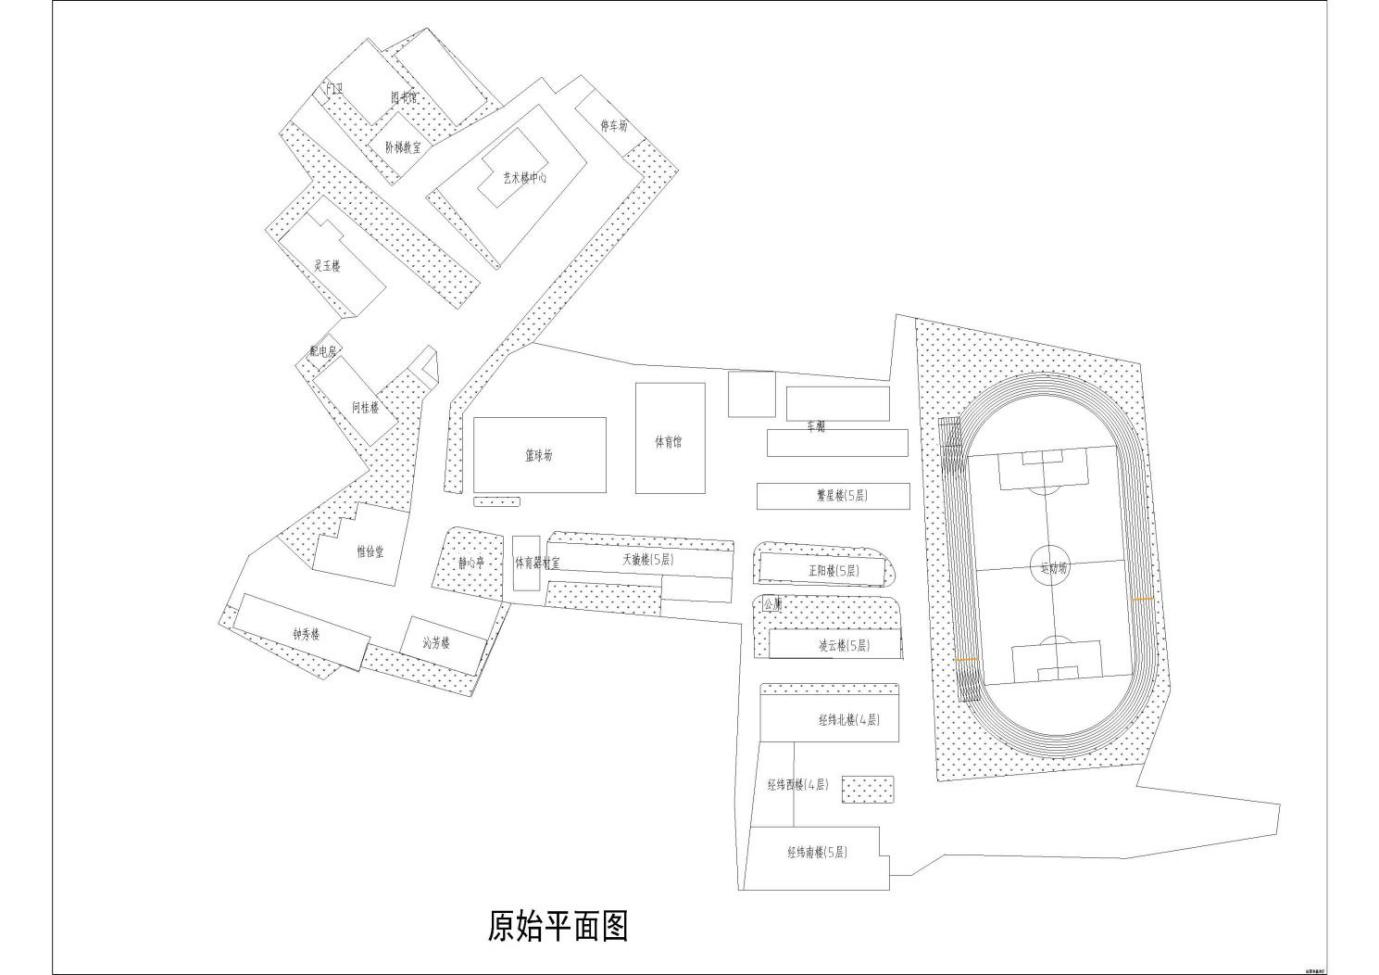 门卫
图书馆
停车场
阶梯教室
艺术楼中心
灵玉楼
配电房
问桂楼
车棚
体育馆
篮球场
繁星楼(5层)
惟俭堂
静心亭
体育器材室
天璇楼(5层)
正阳楼(5层)
运动场
公厕
钟秀楼
沁芳楼
凌云楼(5层)
经纬北楼(4层)
经纬西楼(4层)
经纬南楼(5层)
原始平面图